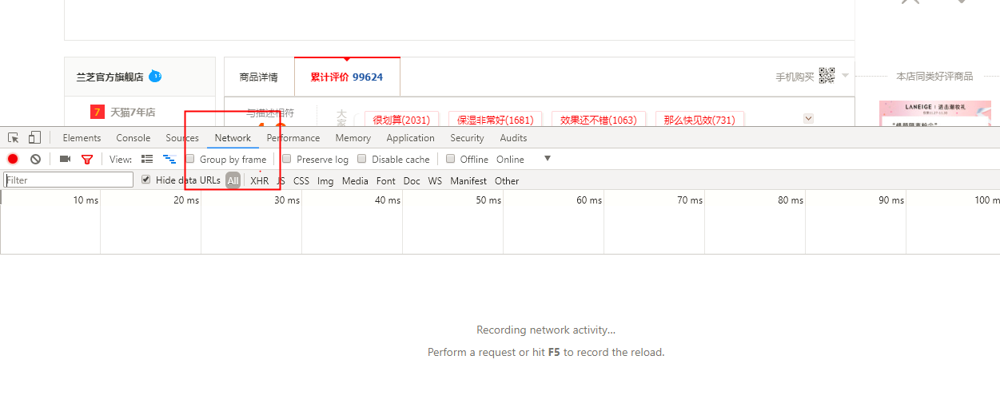 兰芝官方旗舰店
商品详情
累计评价 99624
手机购买
本店同类好评商品
7 天猫7年店
与描述相符
大家
很划算(2031)
保湿非常好(1681)
效果还不错(1063)
那么快见效(731)
LANEIGE | 进击潮妆礼
Elements Console Sources Network Performance Memory Application Security Audits
View: Group by frame Preserve log Disable cache Offline Online
Filter Hide data URLs All XHR JS CSS Img Media Font Doc WS Manifest Other
10 ms 20 ms 30 ms 40 ms 50 ms 60 ms 70 ms 80 ms 90 ms 100 m
Recording network activity...
Perform a request or hit F5 to record the reload.